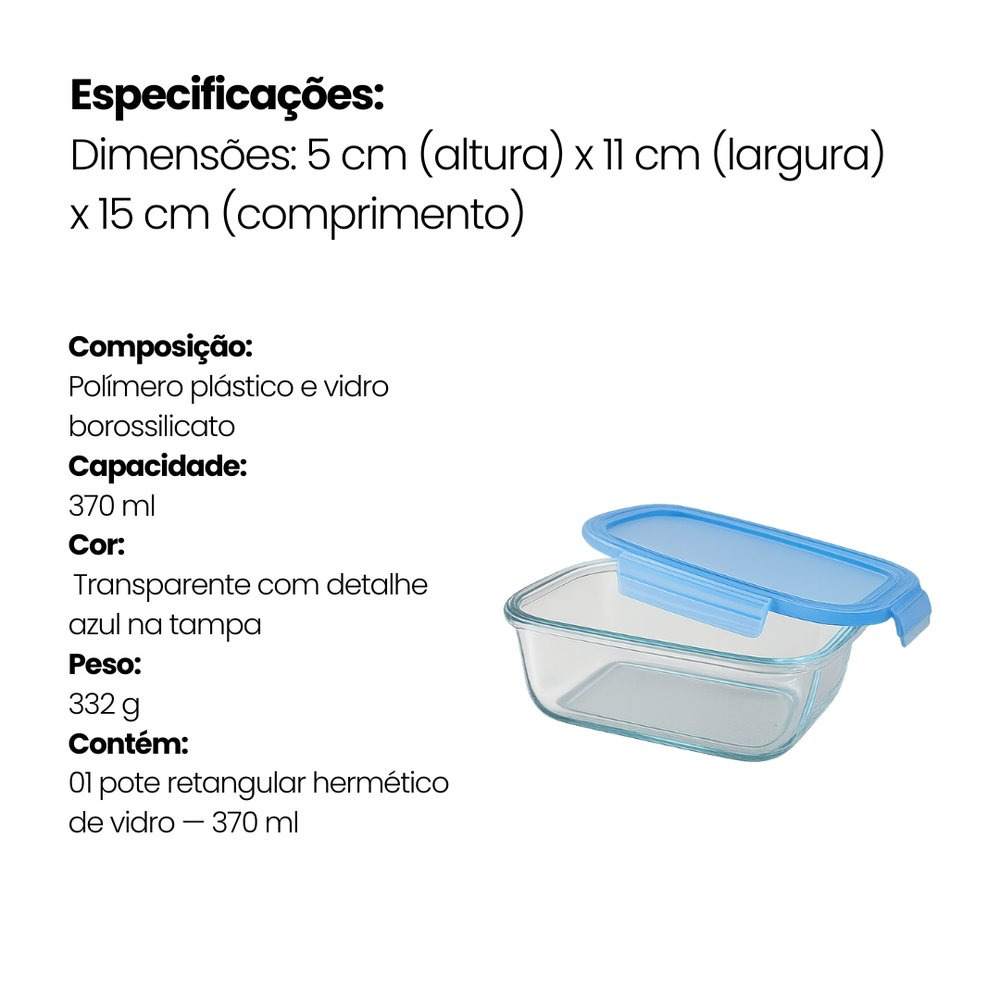 Especificações:
Dimensões: 5 cm (altura) x 11 cm (largura)
x 15 cm (comprimento)
Composição:
Polímero plástico e vidro
borossilicato
Capacidade:
370 ml
Cor:
Transparente com detalhe
azul na tampa
Peso:
332 g
Contém:
01 pote retangular hermético
de vidro — 370 ml